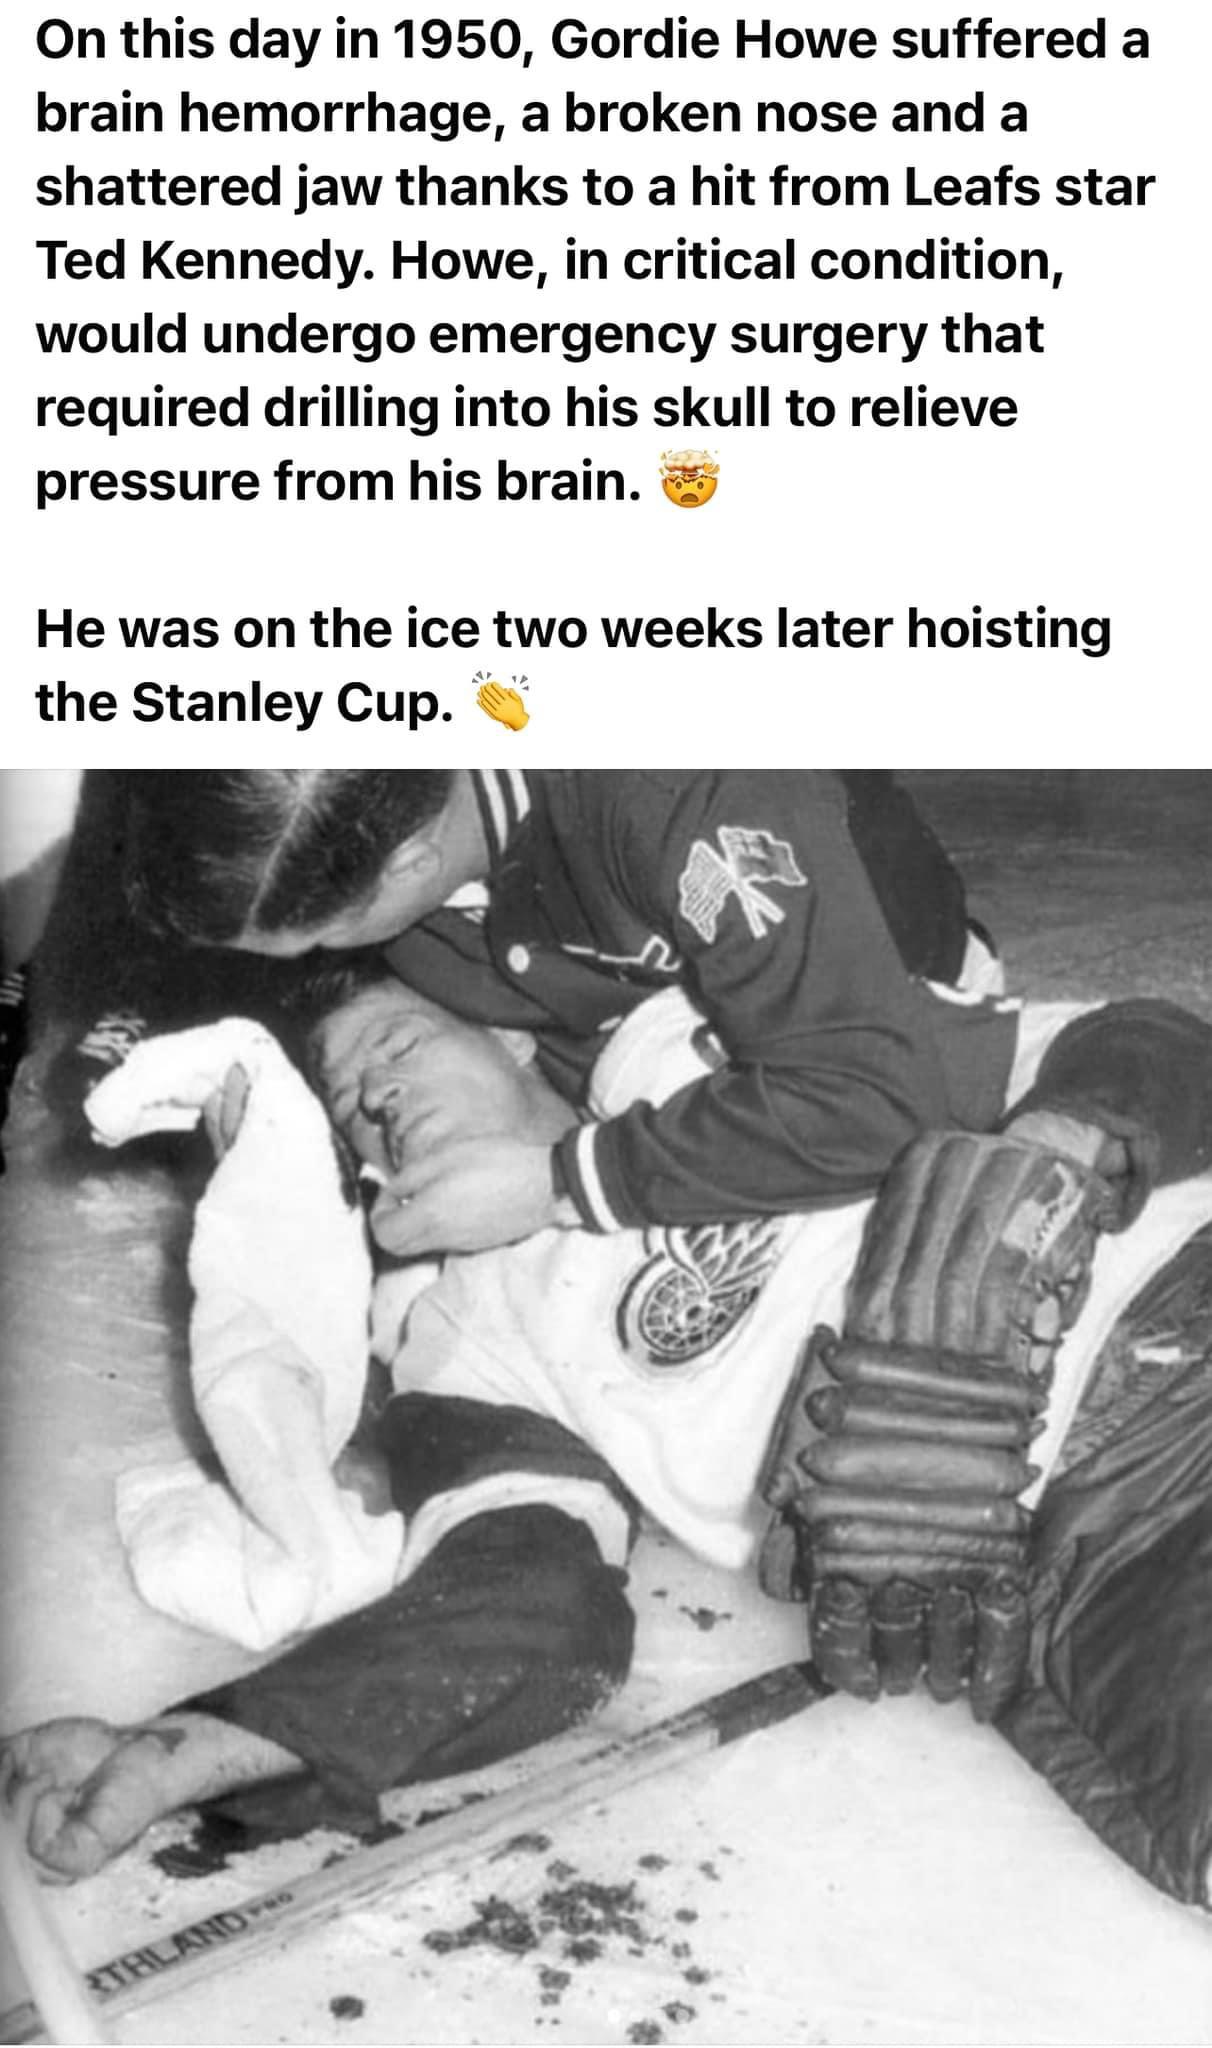 On this day in 1950, Gordie Howe suffered a
brain hemorrhage, a broken nose and a
shattered jaw thanks to a hit from Leafs star
Ted Kennedy. Howe, in critical condition,
would undergo emergency surgery that
required drilling into his skull to relieve
pressure from his brain. 🤯
He was on the ice two weeks later hoisting
the Stanley Cup. 👏
RTHLAND PRO